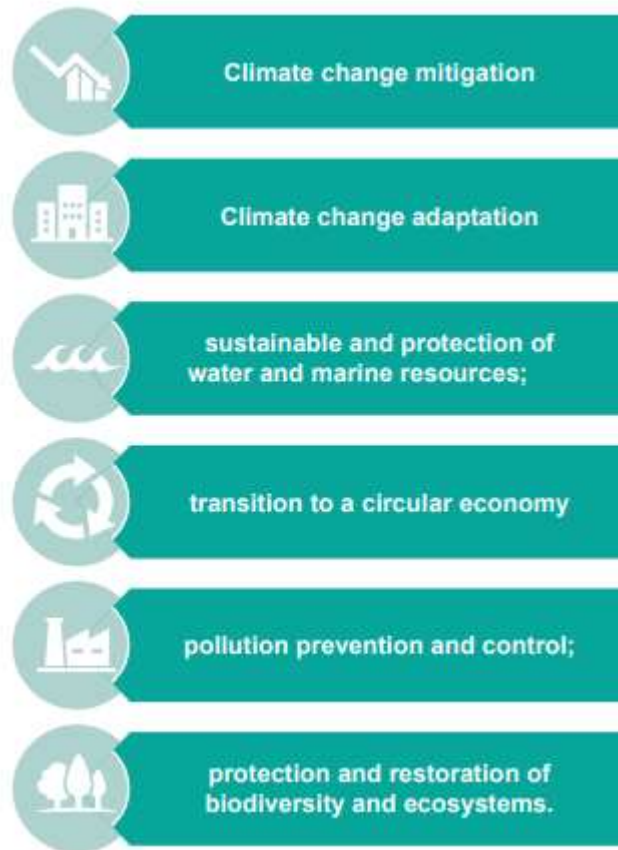 Climate change mitigation
Climate change adaptation
sustainable and protection of
water and marine resources;
transition to a circular economy
pollution prevention and control;
protection and restoration of
biodiversity and ecosystems.